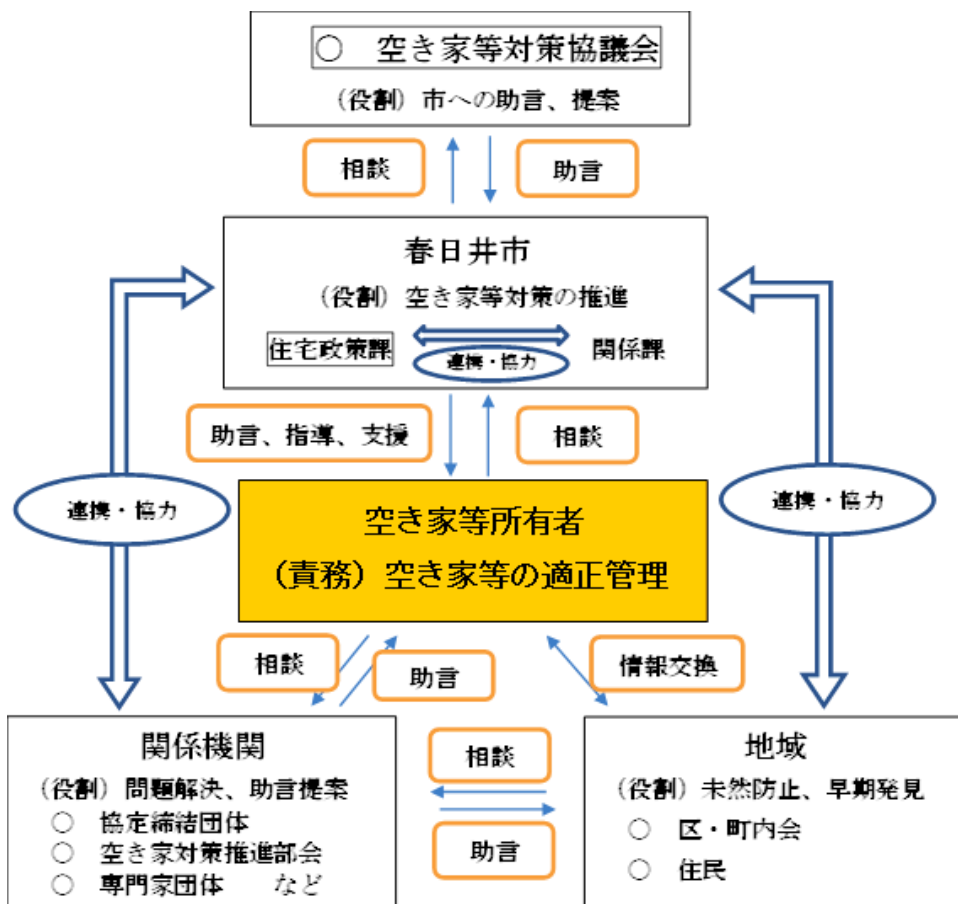 ○ 空き家等対策協議会
（役割）市への助言、提案
相談
助言
春日井市
（役割）空き家等対策の推進
住宅政策課
連携・協力
関係課
助言、指導、支援
相談
連携・協力
連携・協力
空き家等所有者
（責務）空き家等の適正管理
相談
助言
情報交換
関係機関
（役割）問題解決、助言提案
○ 協定締結団体
○ 空き家対策推進部会
○ 専門家団体 など
相談
助言
地域
（役割）未然防止、早期発見
○ 区・町内会
○ 住民